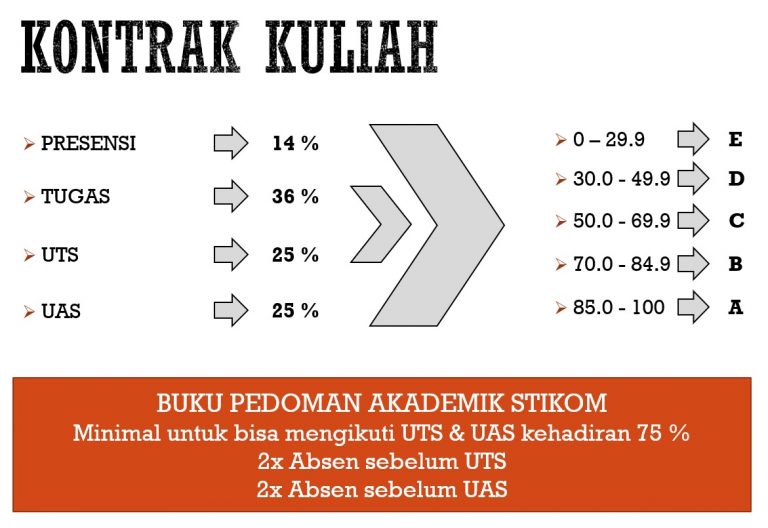 KONTRAK KULIAH
PRESENSI 14 %
TUGAS 36 %
UTS 25 %
UAS 25 %
0 – 29.9 E
30.0 - 49.9 D
50.0 - 69.9 C
70.0 - 84.9 B
85.0 - 100 A
BUKU PEDOMAN AKADEMIK STIKOM
Minimal untuk bisa mengikuti UTS & UAS kehadiran 75 %
2x Absen sebelum UTS
2x Absen sebelum UAS